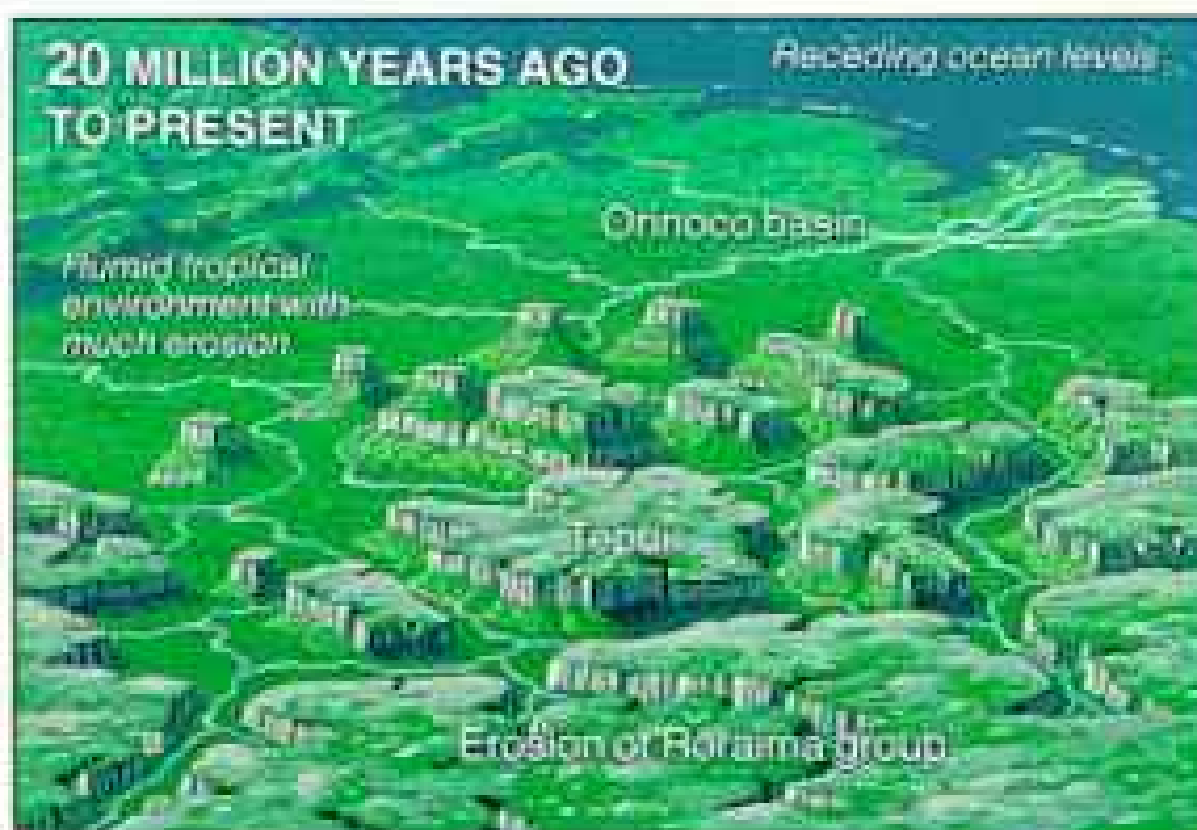 20 MILLION YEARS AGO
TO PRESENT
Receding ocean levels
Orinoco basin
Humid tropical
environment with
much erosion
Tepuis
Erosion of Roraima group